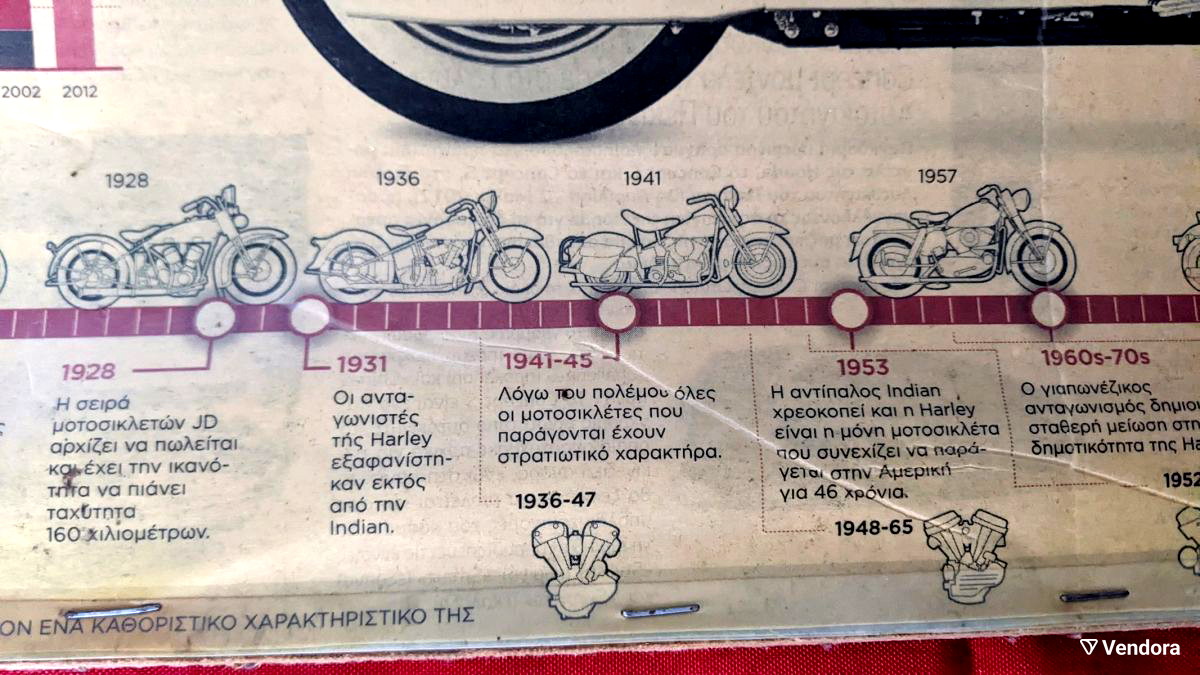 2002 2012
1928
1936
1941
1957
1928
Η σειρά
μοτοσικλετών JD
αρχίζει να πωλείται
και έχει την ικανό-
τητα να πιάνει
ταχύτητα
160 χιλιομέτρων.
1931
Οι αντα-
γωνιστές
τής Harley
εξαφανίστη-
καν εκτός
από την
Indian.
1941-45
Λόγω του πολέμου όλες
οι μοτοσικλέτες που
παράγονται έχουν
στρατιωτικό χαρακτήρα.
1936-47
1953
Η αντίπαλος Indian
χρεοκοπεί και η Harley
είναι η μόνη μοτοσικλέτα
που συνεχίζει να παρά-
γεται στην Αμερική
για 46 χρόνια.
1948-65
1960s-70s
Ο γιαπωνέζικος
ανταγωνισμός δημιο
σταθερή μείωση στη
δημοτικότητα της Ha
1952
ΟΝ ΕΝΑ ΚΑΘΟΡΙΣΤΙΚΟ ΧΑΡΑΚΤΗΡΙΣΤΙΚΟ ΤΗΣ
Vendora